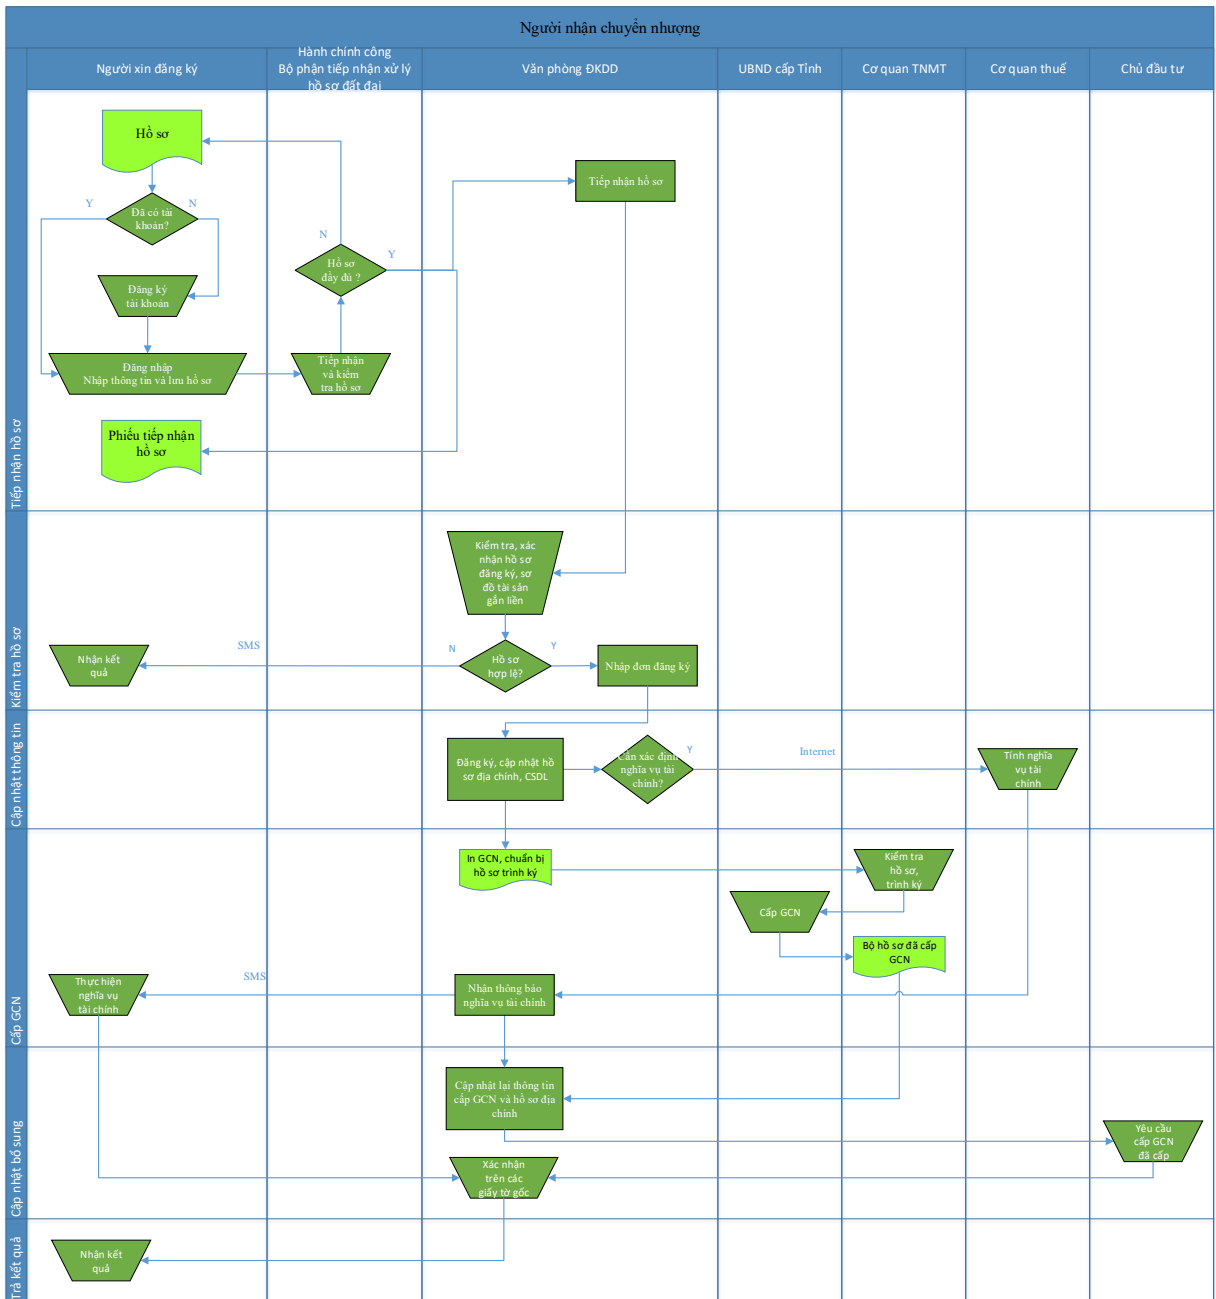 Người nhận chuyển nhượng
Người xin đăng ký
Hành chính công
Bộ phận tiếp nhận xử lý
hồ sơ đất đai
Văn phòng ĐKDD
UBND cấp Tỉnh
Cơ quan TNMT
Cơ quan thuế
Chủ đầu tư
Tiếp nhận hồ sơ
Hồ sơ
Đã có tài
khoản?
Y
N
Đăng ký
tài khoản
Đăng nhập
Nhập thông tin và lưu hồ sơ
Phiếu tiếp nhận
hồ sơ
N
Hồ sơ
đầy đủ ?
Y
Tiếp nhận
và kiểm
tra hồ sơ
Tiếp nhận hồ sơ
Kiểm tra hồ sơ
Kiểm tra, xác
nhận hồ sơ
đăng ký, sơ
đồ tài sản
gắn liền
Nhận kết
quả
SMS
N
Hồ sơ
hợp lệ?
Y
Nhập đơn đăng ký
Cập nhật thông tin
Đăng ký, cập nhật hồ
sơ địa chính, CSDL
Cần xác định
nghĩa vụ tài
chính?
Y
Internet
Tính nghĩa
vụ tài
chính
Cấp GCN
In GCN, chuẩn bị
hồ sơ trình ký
Kiểm tra
hồ sơ,
trình ký
Cấp GCN
Bộ hồ sơ đã cấp
GCN
Thực hiện
nghĩa vụ
tài chính
SMS
Nhận thông báo
nghĩa vụ tài chính
Cập nhật bổ sung
Cập nhật lại thông tin
cấp GCN và hồ sơ địa
chính
Yêu cầu
cấp GCN
đã cấp
Xác nhận
trên các
giấy tờ gốc
Trả kết quả
Nhận kết
quả